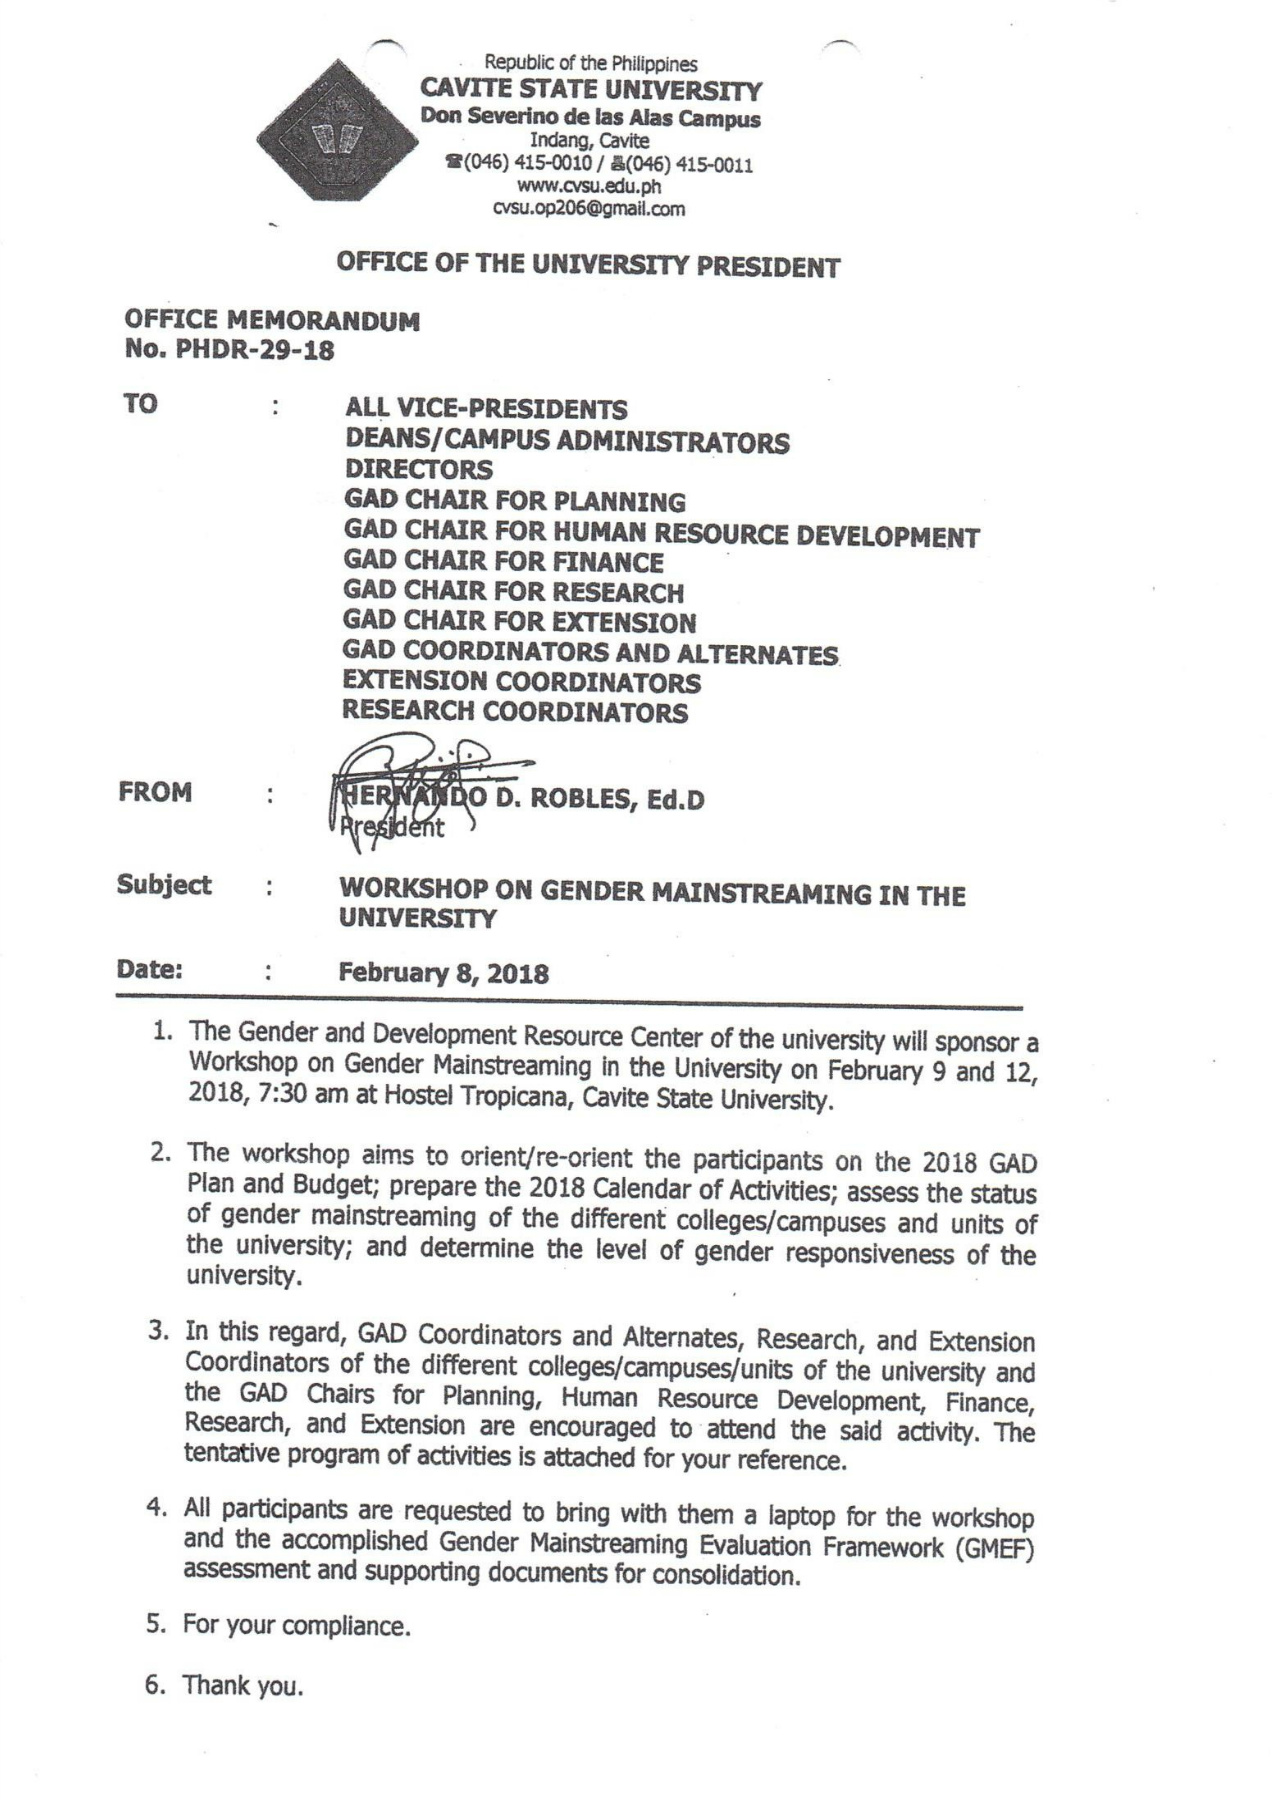 Republic of the Philippines
CAVITE STATE UNIVERSITY
Don Severino de las Alas Campus
Indang, Cavite
☎(046) 415-0010 / 🖷(046) 415-0011
www.cvsu.edu.ph
cvsu.op206@gmail.com
OFFICE OF THE UNIVERSITY PRESIDENT
OFFICE MEMORANDUM
No. PHDR-29-18
TO : ALL VICE-PRESIDENTS
DEANS/CAMPUS ADMINISTRATORS
DIRECTORS
GAD CHAIR FOR PLANNING
GAD CHAIR FOR HUMAN RESOURCE DEVELOPMENT
GAD CHAIR FOR FINANCE
GAD CHAIR FOR RESEARCH
GAD CHAIR FOR EXTENSION
GAD COORDINATORS AND ALTERNATES
EXTENSION COORDINATORS
RESEARCH COORDINATORS
FROM : HERNANDO D. ROBLES, Ed.D
President
Subject : WORKSHOP ON GENDER MAINSTREAMING IN THE
UNIVERSITY
Date: : February 8, 2018
1. The Gender and Development Resource Center of the university will sponsor a
Workshop on Gender Mainstreaming in the University on February 9 and 12,
2018, 7:30 am at Hostel Tropicana, Cavite State University.
2. The workshop aims to orient/re-orient the participants on the 2018 GAD
Plan and Budget; prepare the 2018 Calendar of Activities; assess the status
of gender mainstreaming of the different colleges/campuses and units of
the university; and determine the level of gender responsiveness of the
university.
3. In this regard, GAD Coordinators and Alternates, Research, and Extension
Coordinators of the different colleges/campuses/units of the university and
the GAD Chairs for Planning, Human Resource Development, Finance,
Research, and Extension are encouraged to attend the said activity. The
tentative program of activities is attached for your reference.
4. All participants are requested to bring with them a laptop for the workshop
and the accomplished Gender Mainstreaming Evaluation Framework (GMEF)
assessment and supporting documents for consolidation.
5. For your compliance.
6. Thank you.